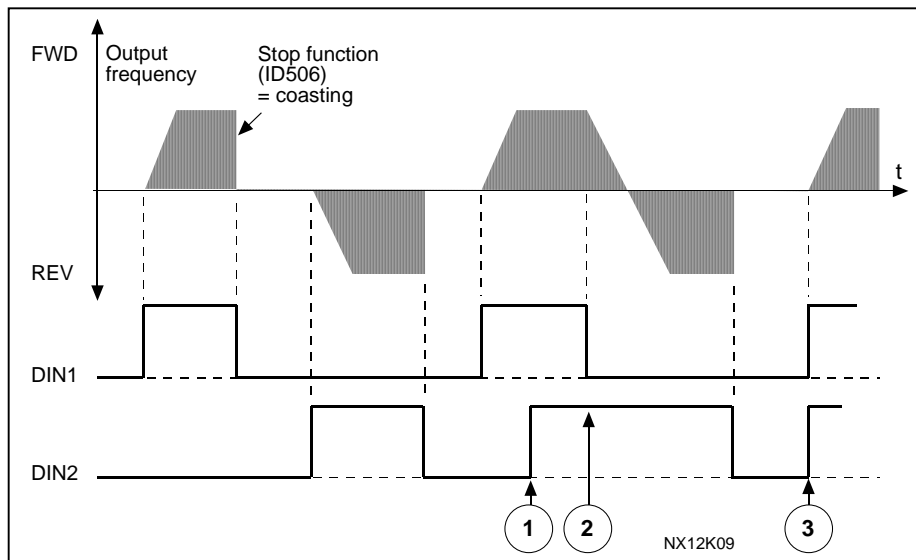 FWD
Output
frequency
Stop function
(ID506)
= coasting
t
REV
DIN1
DIN2
1
2
3
NX12K09